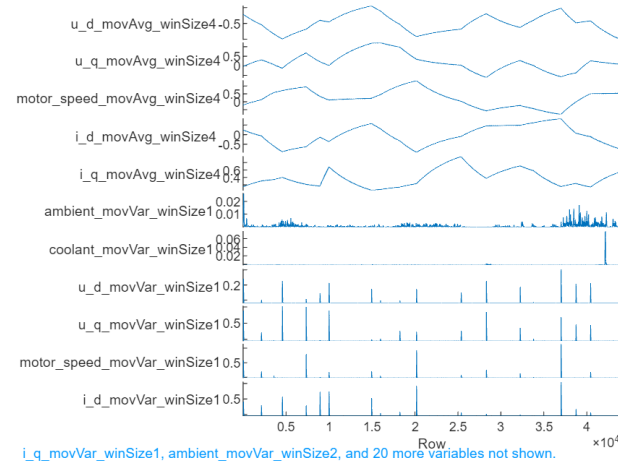 u_d_movAvg_winSize4 -0.5
u_q_movAvg_winSize4 0.5 0
motor_speed_movAvg_winSize4 0.5 0
i_d_movAvg_winSize4 0 -0.5
i_q_movAvg_winSize4 0.6 0.4
ambient_movVar_winSize1 0.02 0.01
coolant_movVar_winSize1 0.06 0.04 0.02
u_d_movVar_winSize1 0.2
u_q_movVar_winSize1 0.5
motor_speed_movVar_winSize1 0.5
i_d_movVar_winSize1 0.5
0.5 1 1.5 2 2.5 3 3.5 4
Row ×10⁴
i_q_movVar_winSize1, ambient_movVar_winSize2, and 20 more variables not shown.